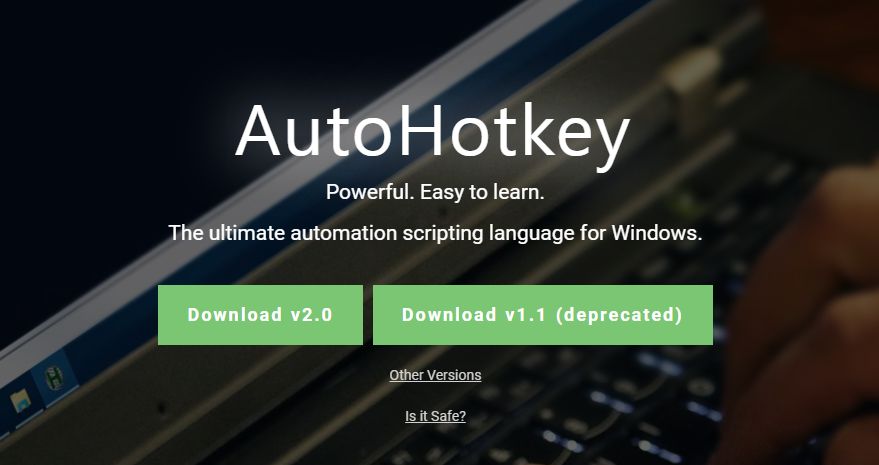 AutoHotkey
Powerful. Easy to learn.
The ultimate automation scripting language for Windows.
Download v2.0
Download v1.1 (deprecated)
Other Versions
Is it Safe?